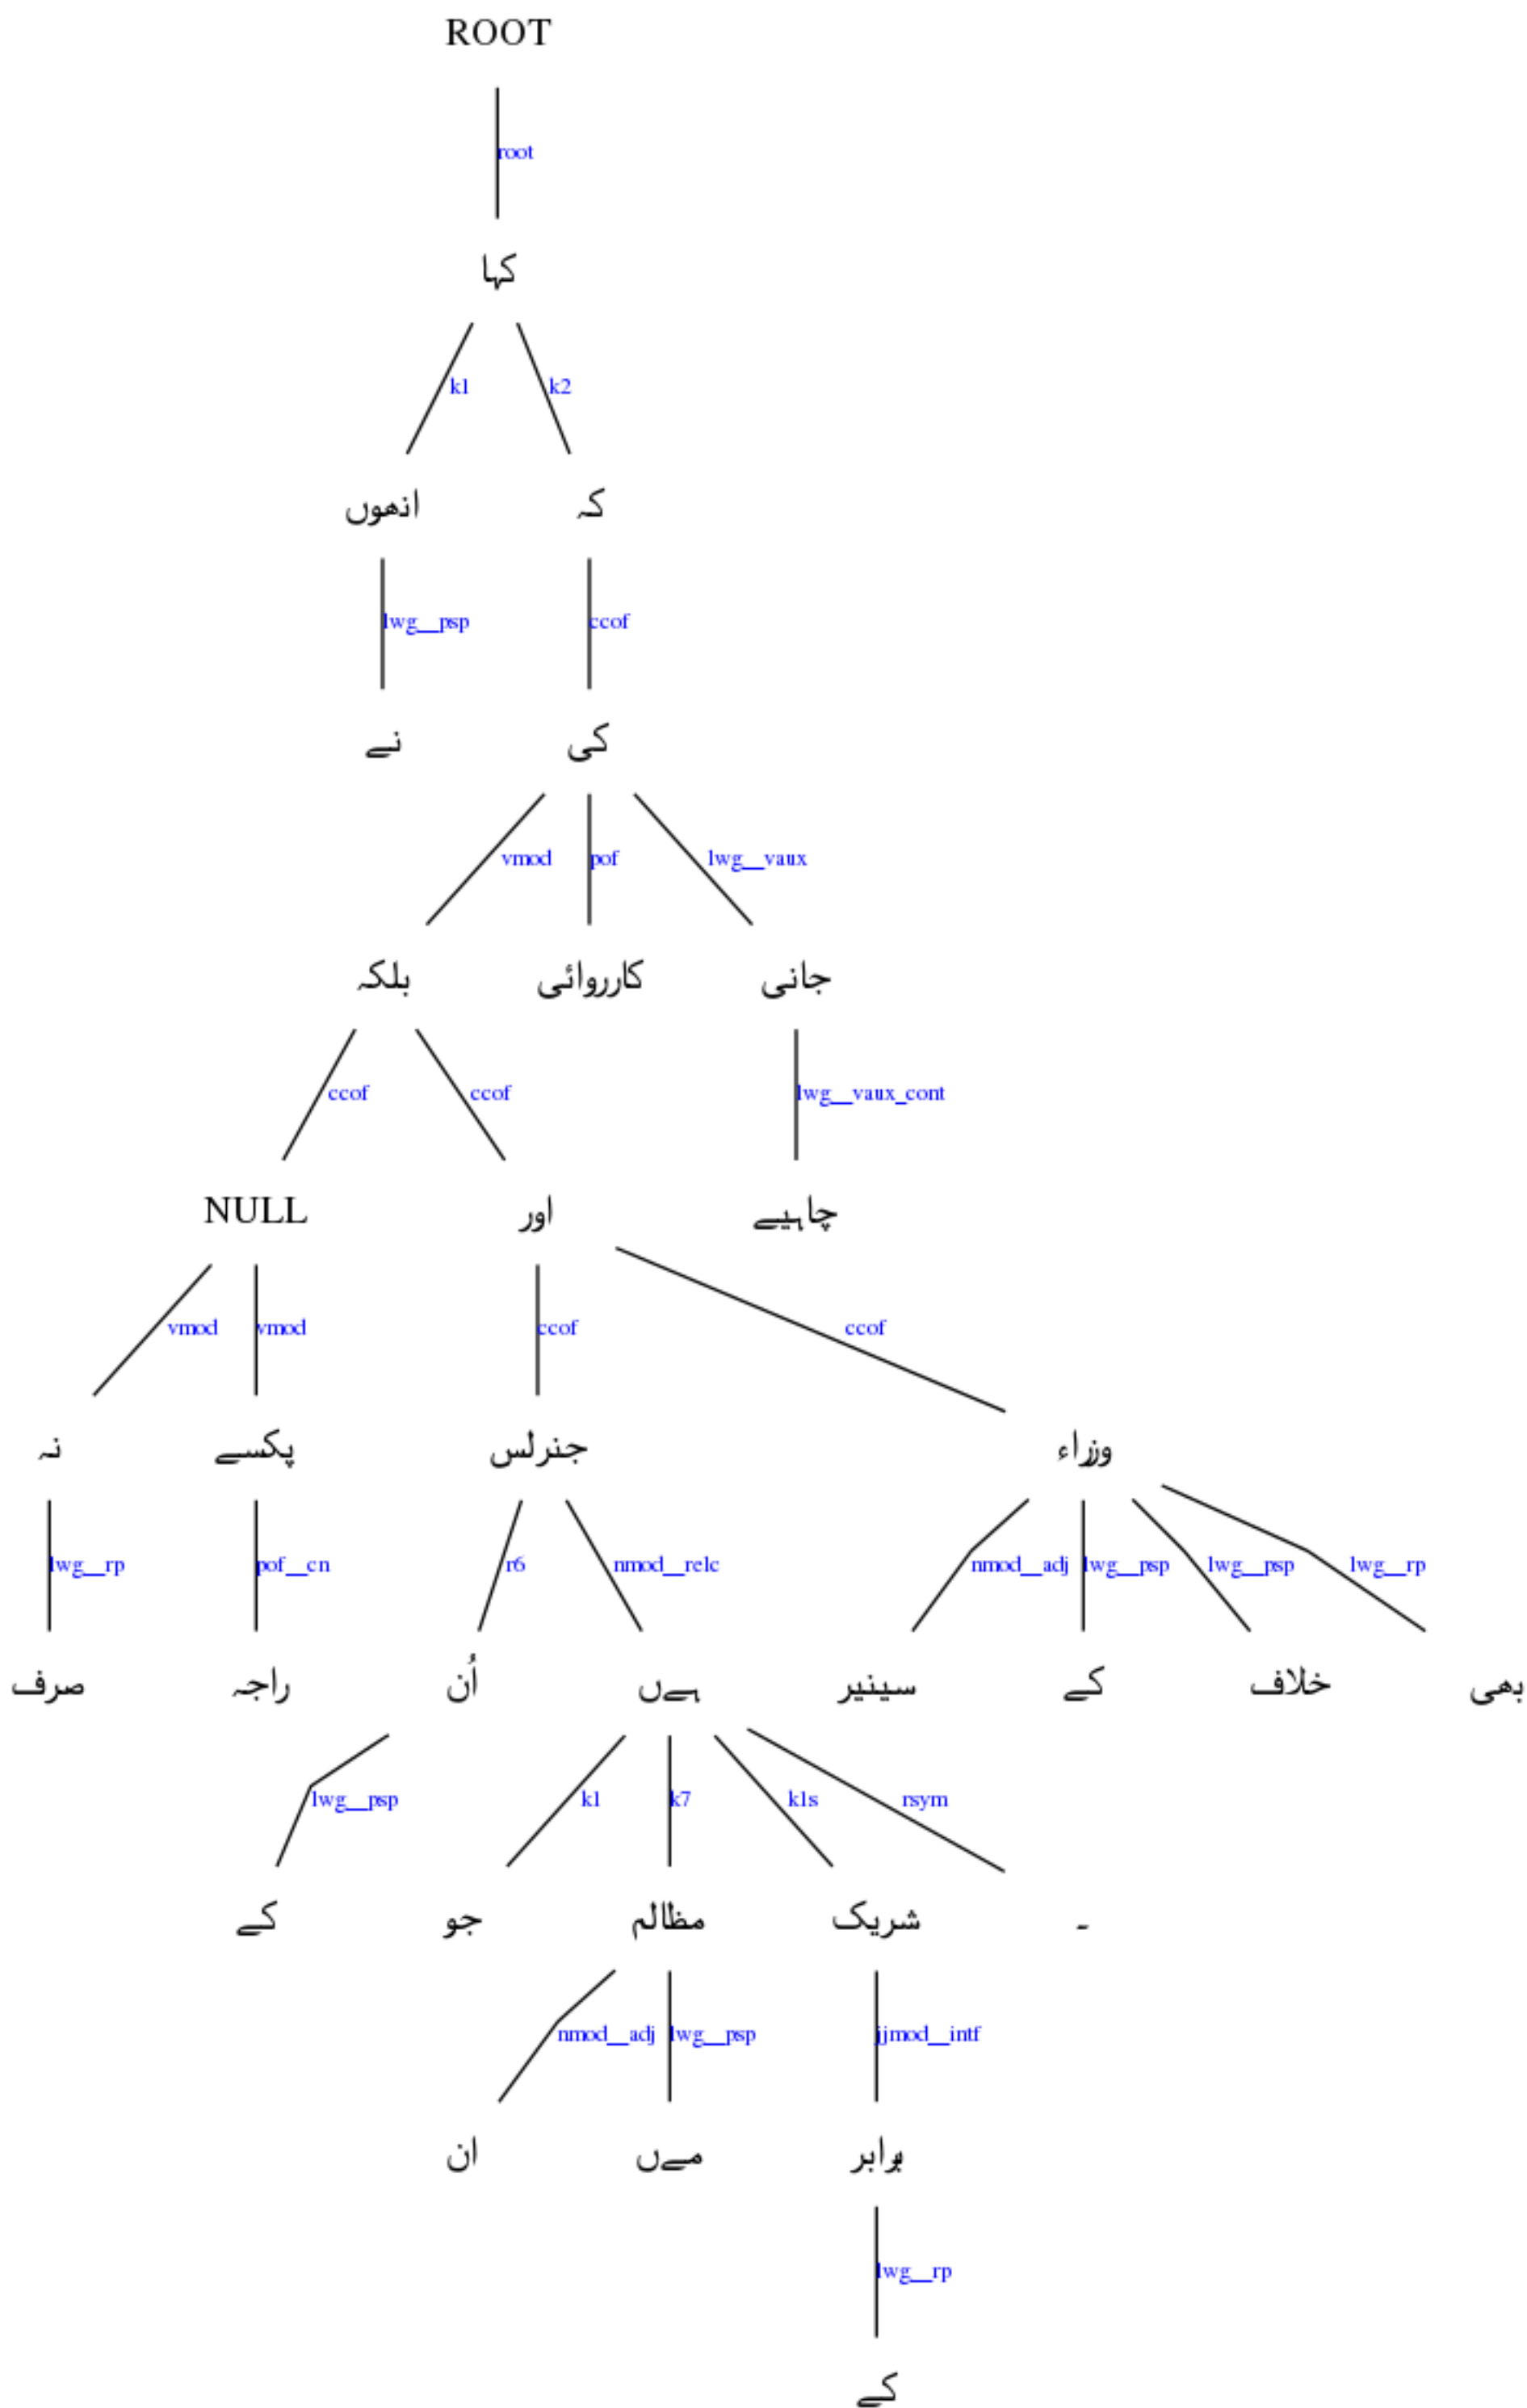 ROOT
root
کہا
k1 k2
انھوں کہ
lwg__psp ccof
نے کی
vmod pof lwg__vaux
بلکہ کارروائی جانی
ccof ccof lwg__vaux_cont
NULL اور چاہیے
vmod vmod ccof ccof
نہ پکسے جنرلس وزراء
lwg__rp pof__cn r6 nmod__relc nmod__adj lwg__psp lwg__psp lwg__rp
صرف راجہ اُن ہےں سینیر کے خلاف بھی
lwg__psp k1 k7 k1s rsym
کے جو مظالم شریک ۔
nmod__adj lwg__psp jjmod__intf
ان مےں برابر
lwg__rp
کے